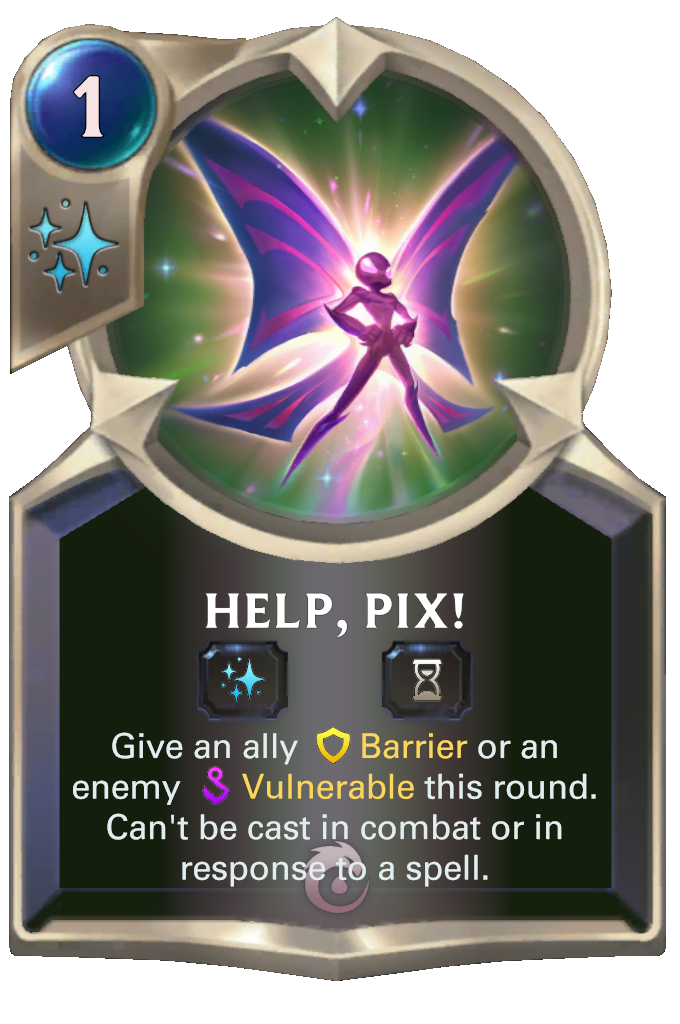 1
HELP, PIX!
Give an ally Barrier or an
enemy Vulnerable this round.
Can't be cast in combat or in
response to a spell.